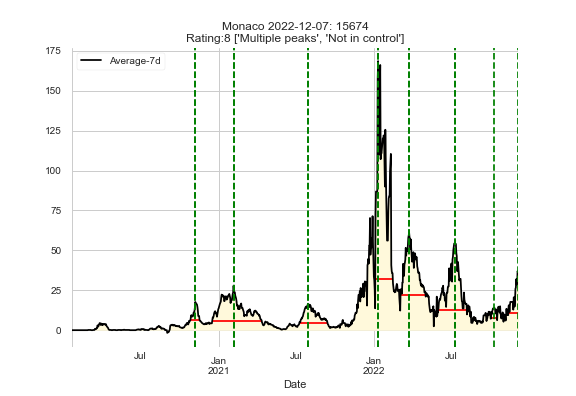 Monaco 2022-12-07: 15674
Rating:8 ['Multiple peaks', 'Not in control']
175
Average-7d
150
125
100
75
50
25
0
Jul Jan Jul Jan Jul
2021 2022
Date